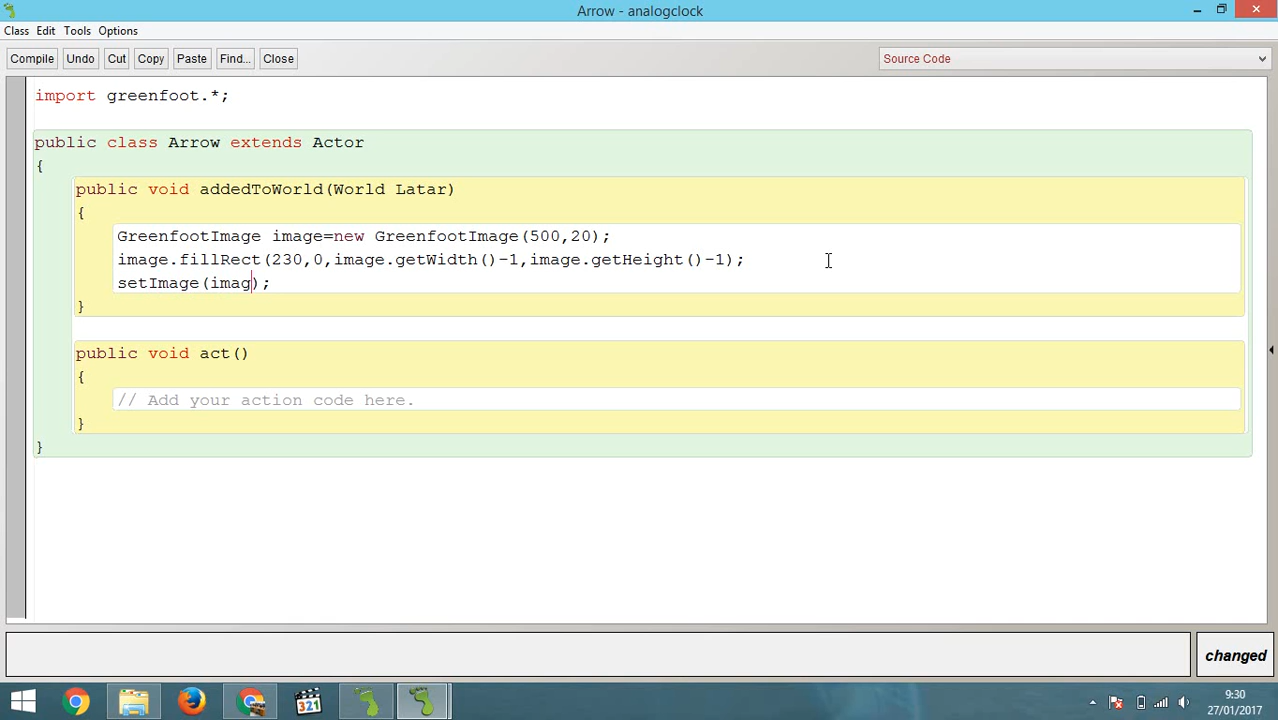 Arrow - analogclock
Class Edit Tools Options
Compile Undo Cut Copy Paste Find... Close Source Code
import greenfoot.*;
public class Arrow extends Actor
{
public void addedToWorld(World Latar)
{
GreenfootImage image=new GreenfootImage(500,20);
image.fillRect(230,0,image.getWidth()-1,image.getHeight()-1);
setImage(imag);
}
public void act()
{
// Add your action code here.
}
}
changed
321
9:30
27/01/2017